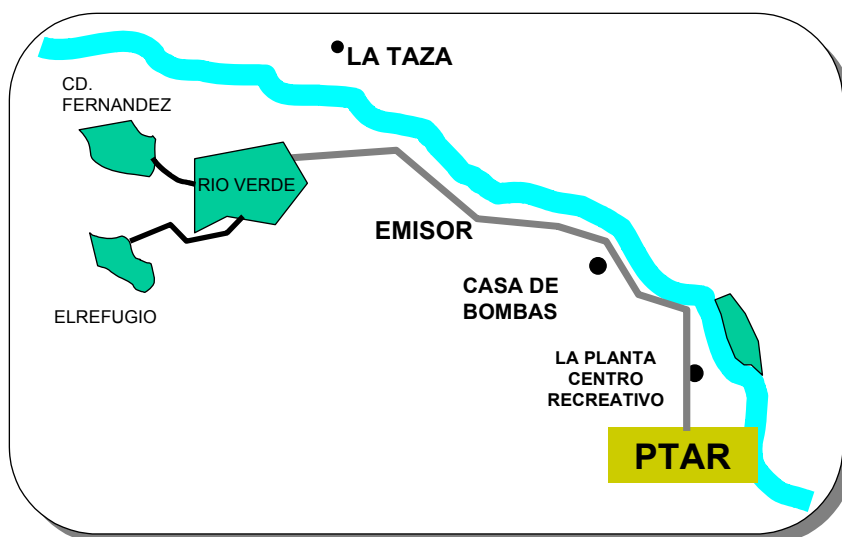 LA TAZA
CD.
FERNANDEZ
RIO VERDE
EMISOR
CASA DE
BOMBAS
ELREFUGIO
LA PLANTA
CENTRO
RECREATIVO
PTAR